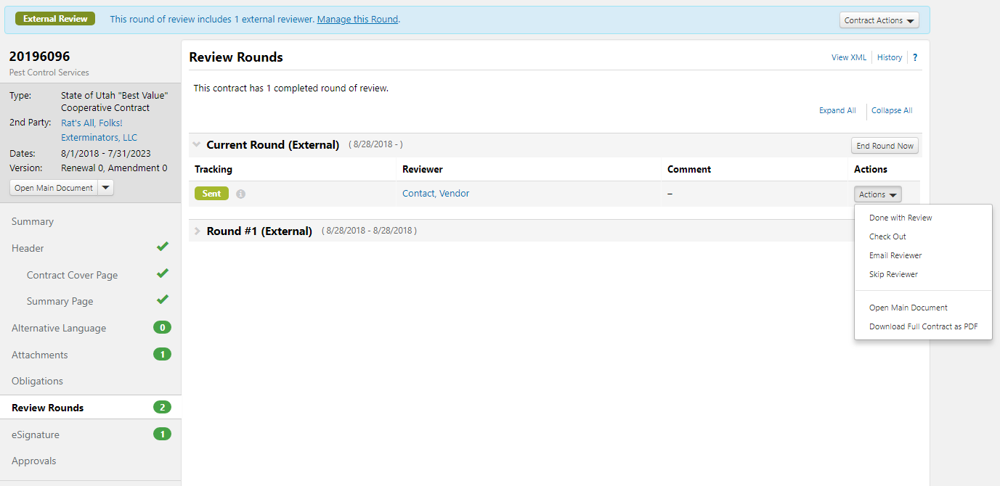 External Review
This round of review includes 1 external reviewer. Manage this Round.
Contract Actions
20196096
Pest Control Services
Type:
State of Utah "Best Value"
Cooperative Contract
2nd Party:
Rat's All, Folks!
Exterminators, LLC
Dates:
8/1/2018 - 7/31/2023
Version:
Renewal 0, Amendment 0
Open Main Document
Summary
Header
Contract Cover Page
Summary Page
Alternative Language
0
Attachments
1
Obligations
Review Rounds
2
eSignature
1
Approvals
Review Rounds
View XML
History
?
This contract has 1 completed round of review.
Expand All
Collapse All
Current Round (External)
( 8/28/2018 - )
End Round Now
Tracking
Reviewer
Comment
Actions
Sent
i
Contact, Vendor
–
Actions
Round #1 (External)
( 8/28/2018 - 8/28/2018 )
Done with Review
Check Out
Email Reviewer
Skip Reviewer
Open Main Document
Download Full Contract as PDF